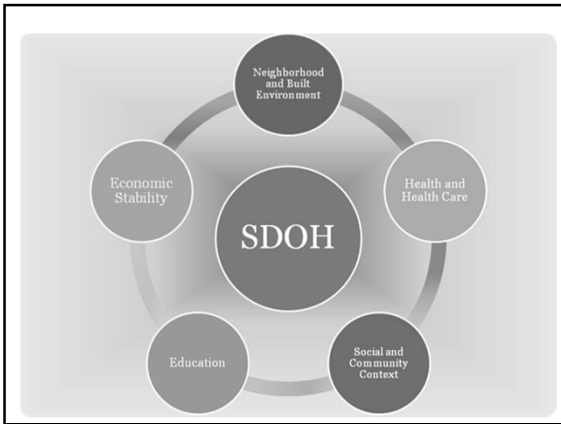 Neighborhood
and Built
Environment
Economic
Stability
Health and
Health Care
SDOH
Education
Social and
Community
Context